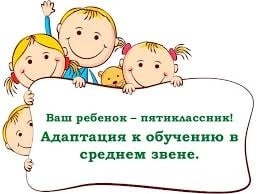 Ваш ребенок – пятиклассник!
Адаптация к обучению в
среднем звене.